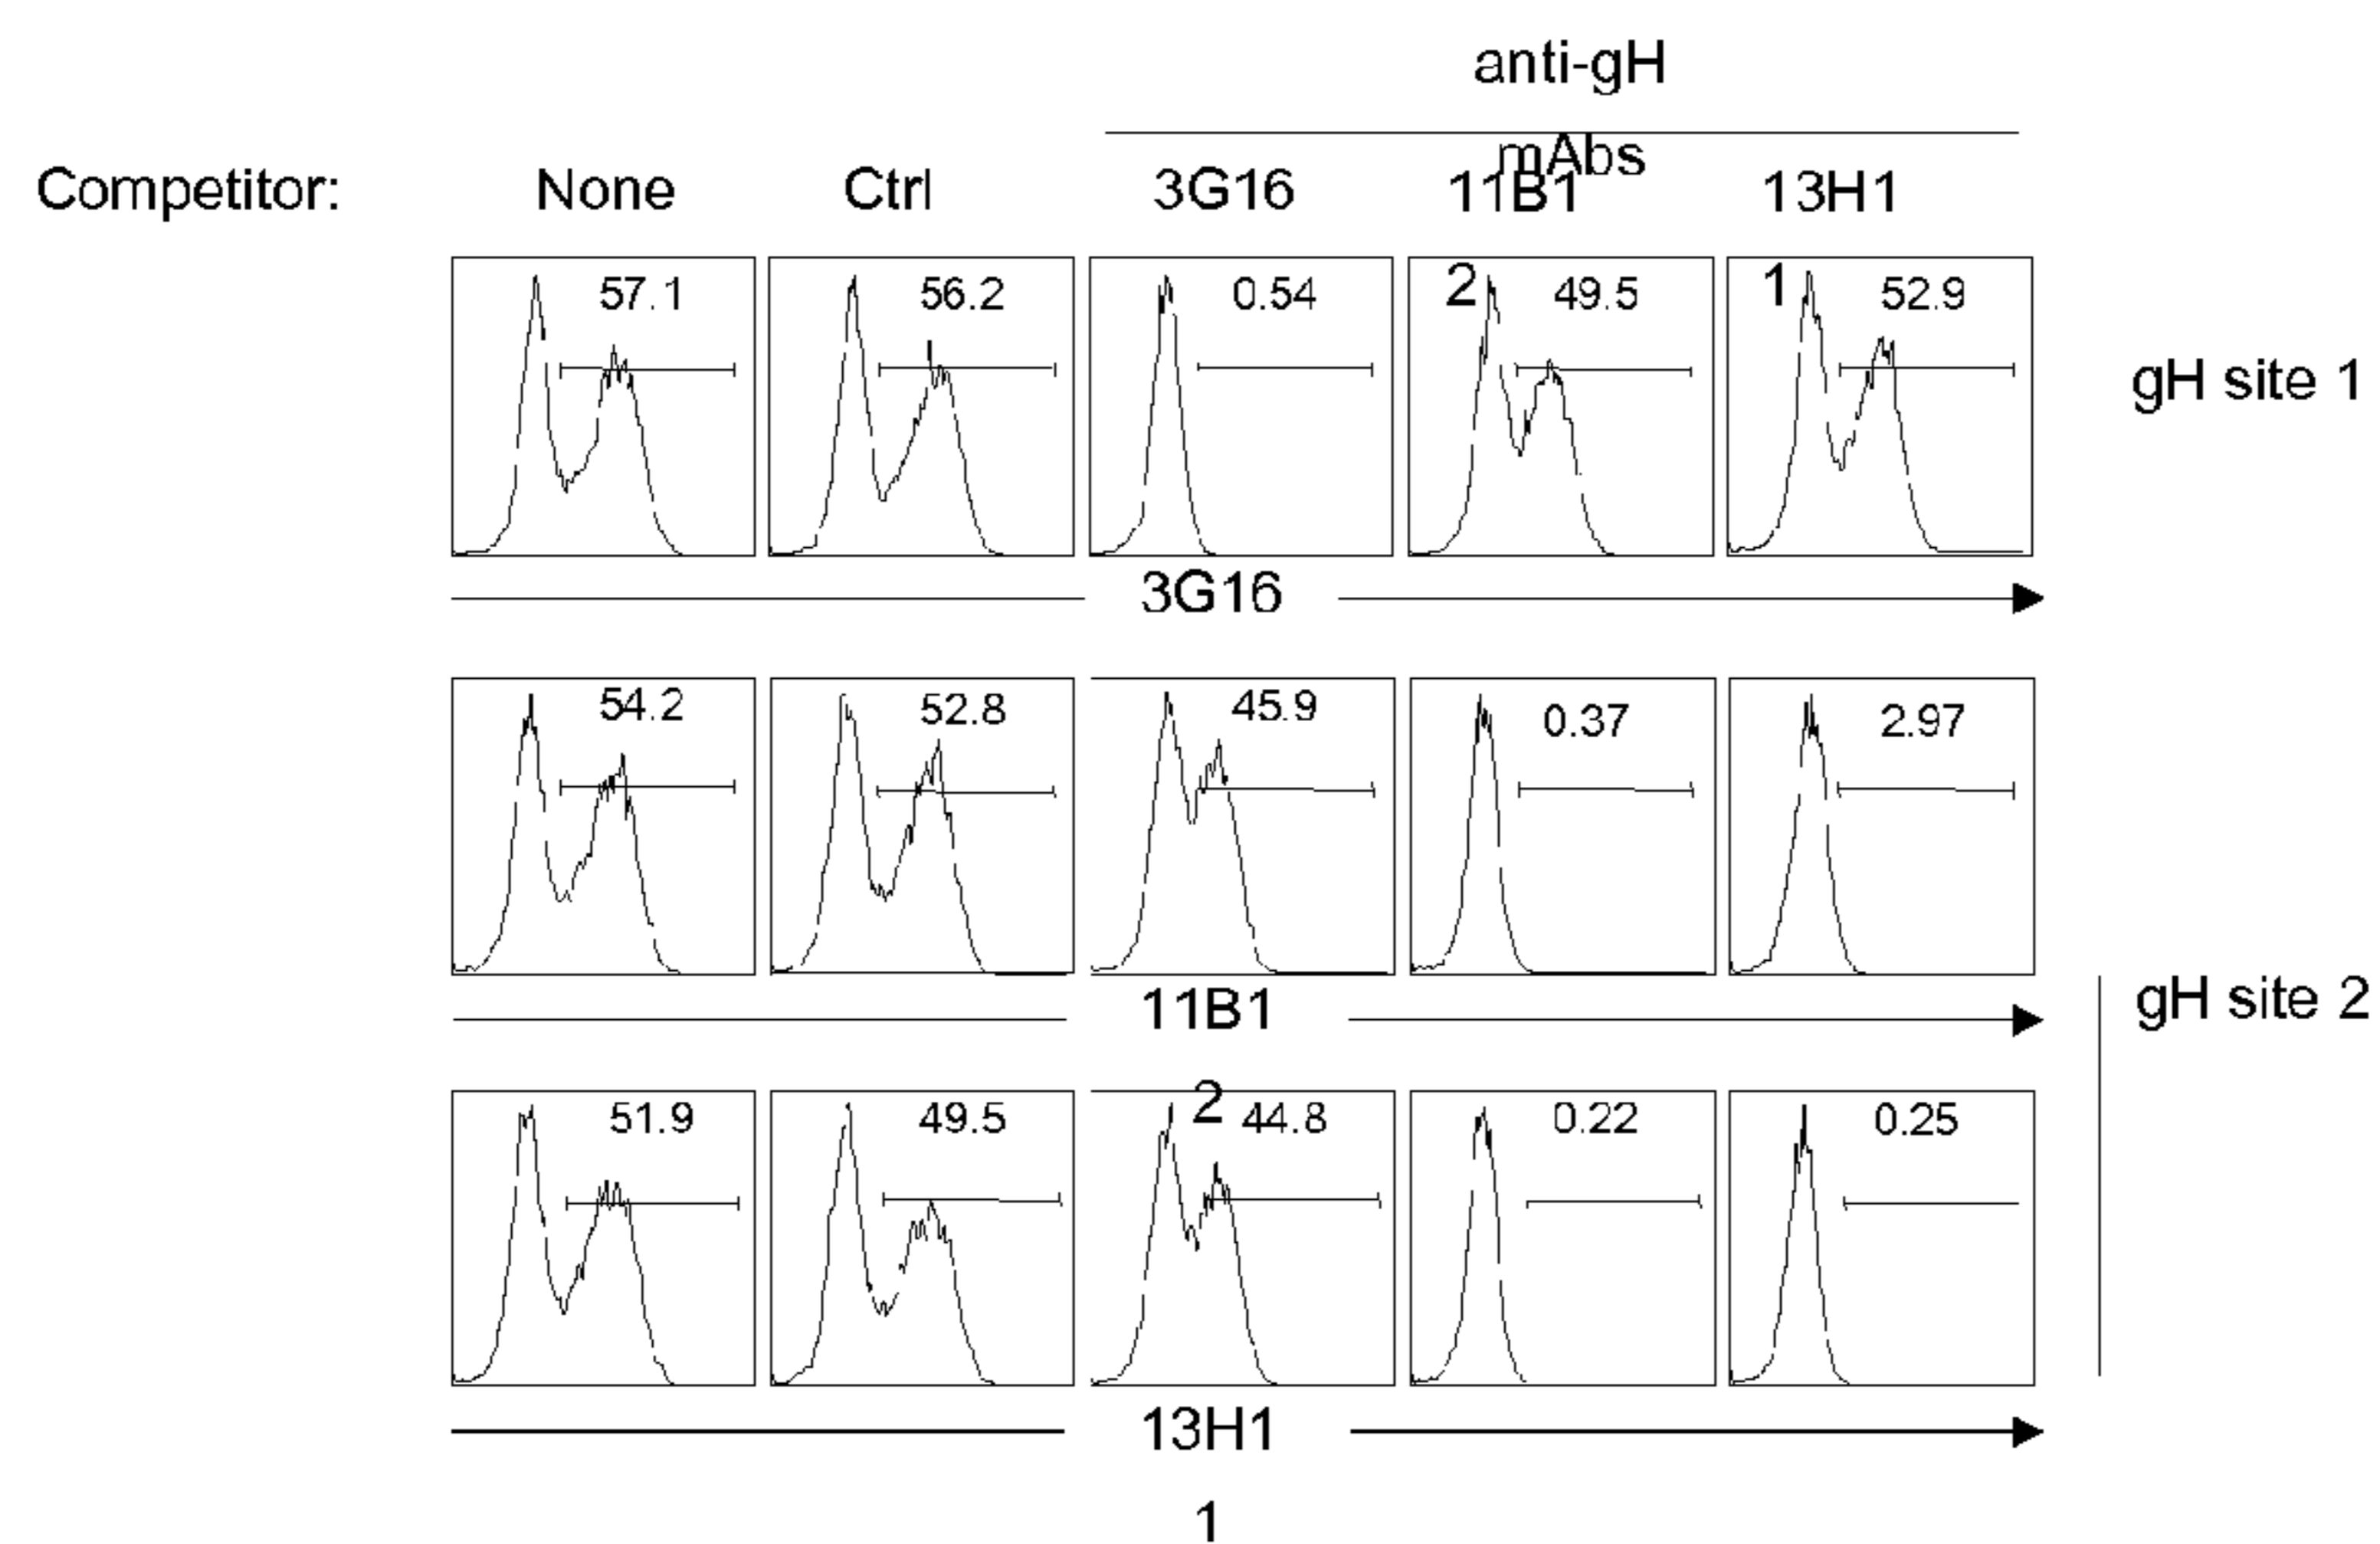 anti-gH
mAbs
Competitor: None Ctrl 3G16 11B1 13H1
2 1
57.1 56.2 0.54 49.5 52.9
gH site 1
3G16
54.2 52.8 45.9 0.37 2.97
11B1
2
gH site 2
51.9 49.5 44.8 0.22 0.25
13H1
1